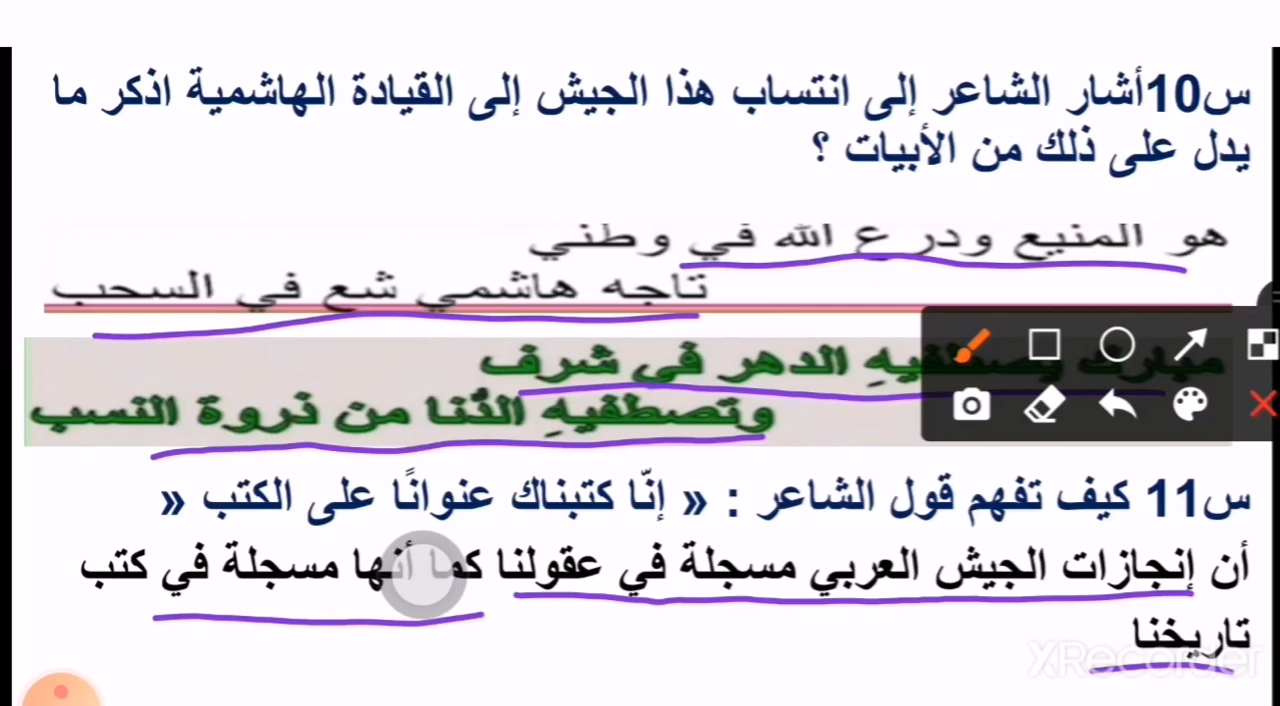 س10أشار الشاعر إلى انتساب هذا الجيش إلى القيادة الهاشمية اذكر ما
يدل على ذلك من الأبيات ؟
هو المنيع ودرع الله في وطني
تاجه هاشمي شع في السحب
مبارك يصطفيهِ الدهر في شرف
وتصطفيهِ الدُّنا من ذروة النسب
س11 كيف تفهم قول الشاعر : « إنّا كتبناك عنوانًا على الكتب «
أن إنجازات الجيش العربي مسجلة في عقولنا كما أنها مسجلة في كتب
تاريخنا
XRecorder